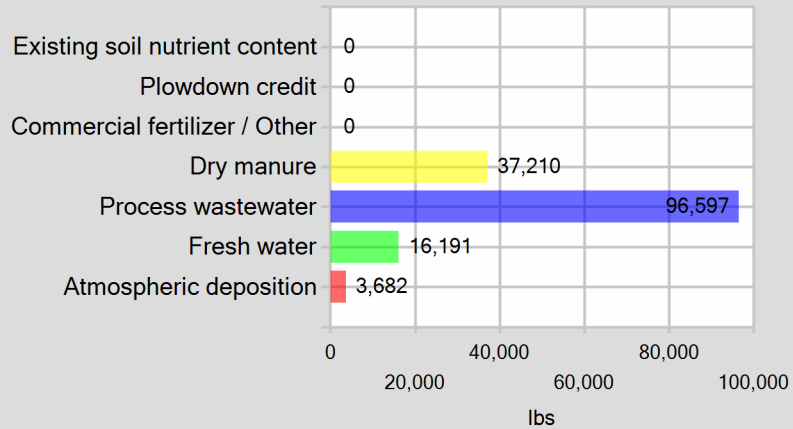 Existing soil nutrient content 0
Plowdown credit 0
Commercial fertilizer / Other 0
Dry manure 37,210
Process wastewater 96,597
Fresh water 16,191
Atmospheric deposition 3,682
0 40,000 80,000
20,000 60,000 100,000
lbs